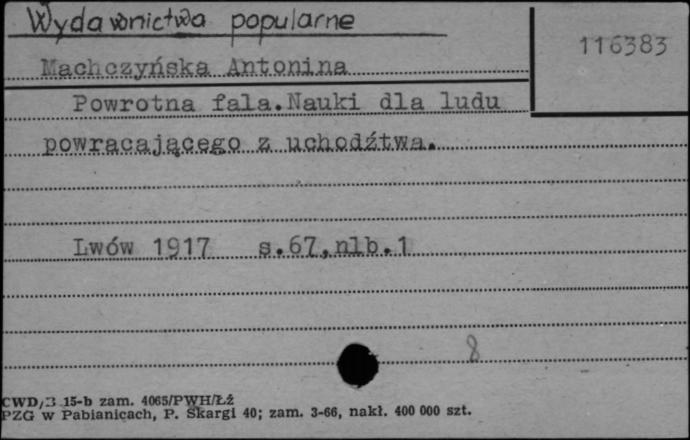 Wydawnictwa popularne
116383
Machczyńska Antonina
Powrotna fala.Nauki dla ludu
powracającego z uchodźtwa.
Lwów 1917 s.67,nlb.1
8
CWD/3 15-b zam. 4065/PWH/Łż
PZG w Pabianicach, P. Skargi 40; zam. 3-66, nakł. 400 000 szt.